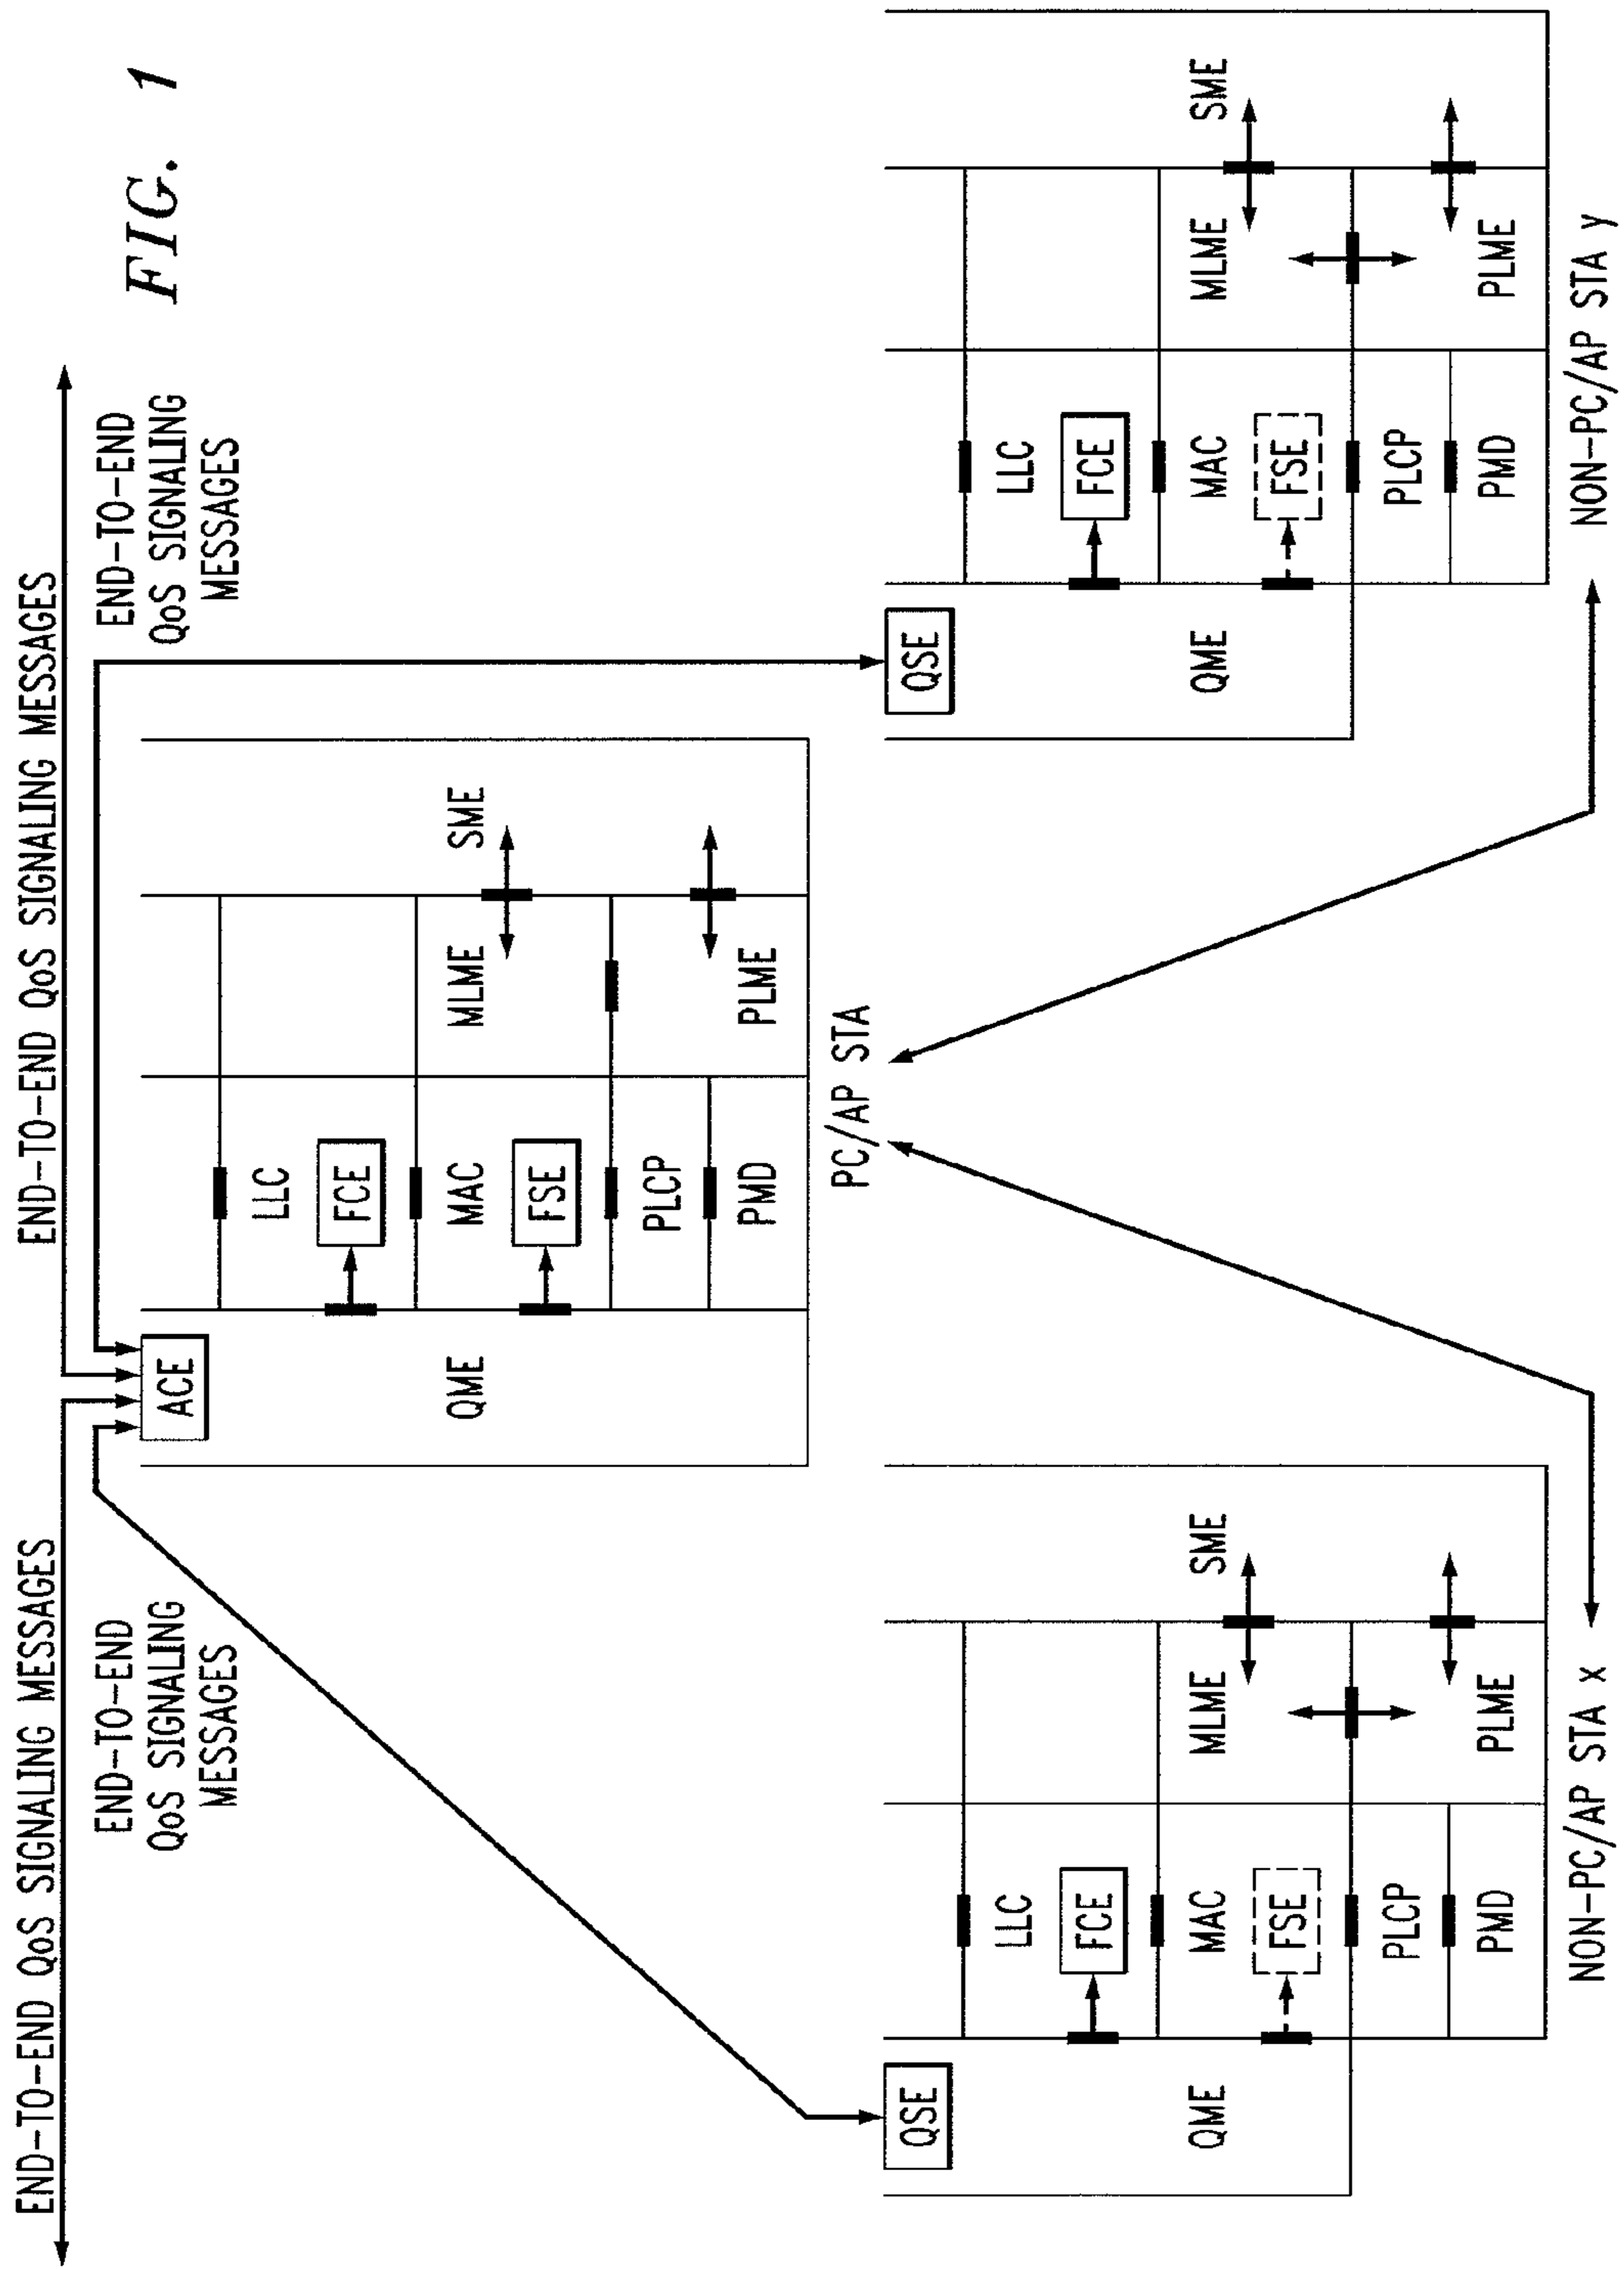 FIG. 1
END-TO-END QoS SIGNALING MESSAGES
END-TO-END QoS SIGNALING MESSAGES
END-TO-END
QoS SIGNALING
MESSAGES
END-TO-END
QoS SIGNALING
MESSAGES
ACE
QME
LLC
FCE
MAC
FSE
PLCP
PMD
MLME
SME
PLME
PC/AP STA
QSE
QME
LLC
FCE
MAC
FSE
PLCP
PMD
MLME
SME
PLME
NON-PC/AP STA x
QSE
QME
LLC
FCE
MAC
FSE
PLCP
PMD
MLME
SME
PLME
NON-PC/AP STA y